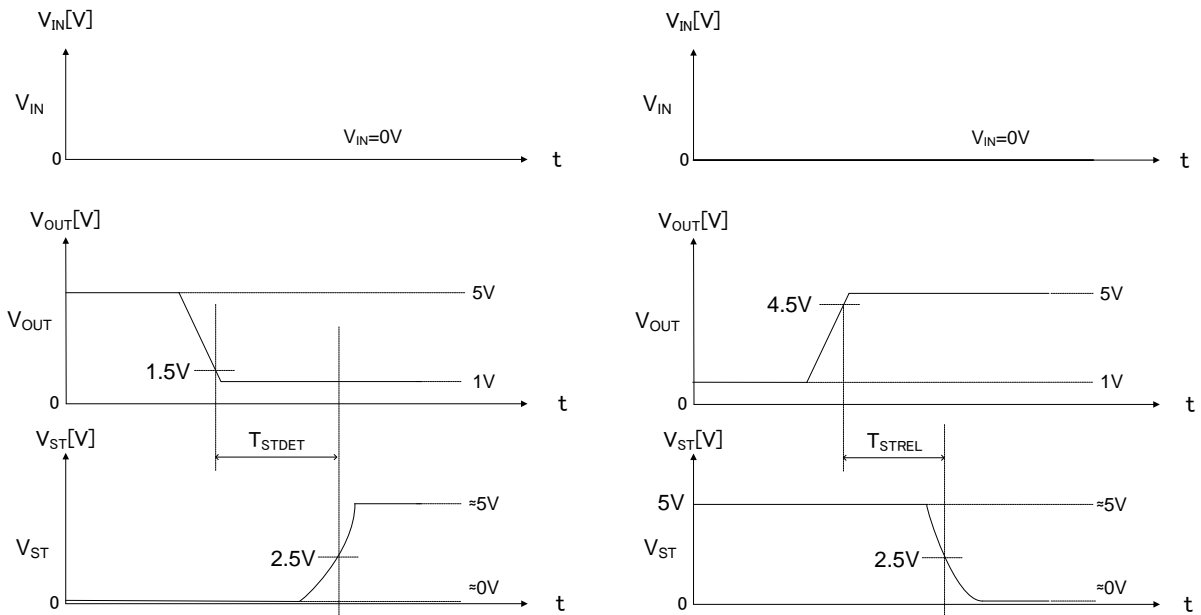 V_IN[V]
V_IN
V_IN=0V
0
t
V_OUT[V]
5V
V_OUT
1.5V
1V
0
t
V_ST[V]
T_STDET
≈5V
V_ST
2.5V
≈0V
0
t
V_IN[V]
V_IN
V_IN=0V
0
t
V_OUT[V]
4.5V
5V
V_OUT
1V
0
t
V_ST[V]
T_STREL
5V
≈5V
V_ST
2.5V
≈0V
0
t